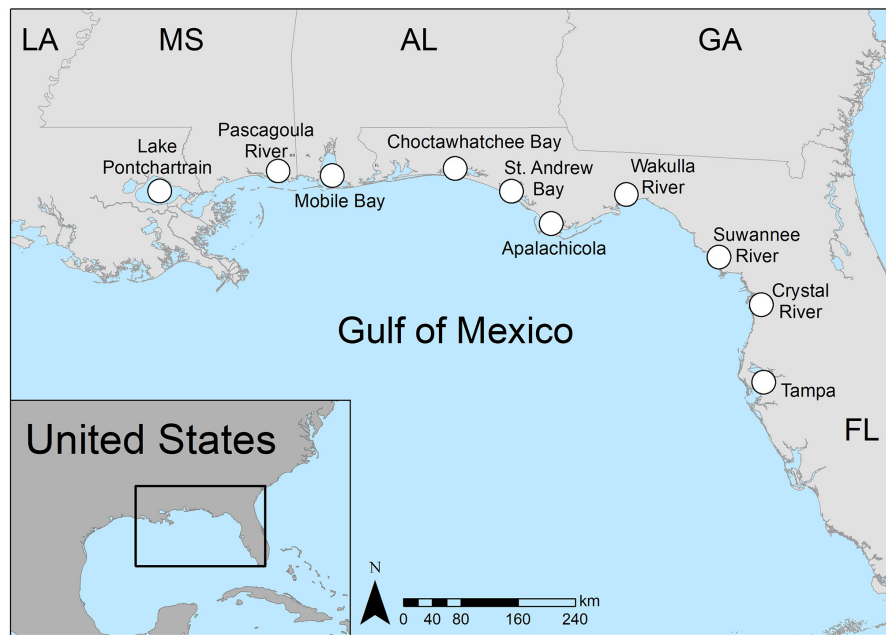 LA
MS
AL
GA
Lake
Pontchartrain
Pascagoula
River
Mobile Bay
Choctawhatchee Bay
St. Andrew
Bay
Apalachicola
Wakulla
River
Suwannee
River
Crystal
River
Tampa
FL
Gulf of Mexico
United States
N
km
0 40 80 160 240